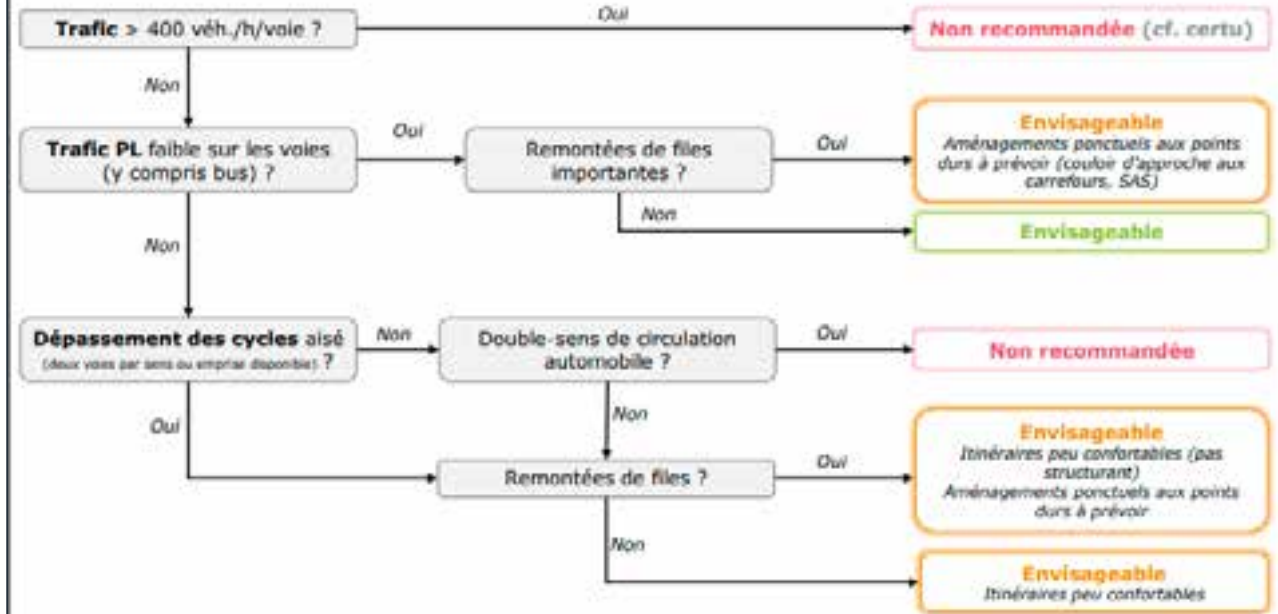 Oui
Trafic > 400 véh./h/voie ?
Non recommandée (cf. certu)
Non
Oui
Trafic PL faible sur les voies
(y compris bus) ?
Remontées de files
importantes ?
Oui
Envisageable
Aménagements ponctuels aux points
durs à prévoir (couloir d'approche aux
carrefours, SAS)
Non
Envisageable
Non
Dépassement des cycles aisé
(deux voies par sens ou emprise disponible) ?
Non
Double-sens de circulation
automobile ?
Oui
Non recommandée
Oui
Non
Remontées de files ?
Oui
Envisageable
Itinéraires peu confortables (pas
structurant)
Aménagements ponctuels aux points
durs à prévoir
Non
Envisageable
Itinéraires peu confortables